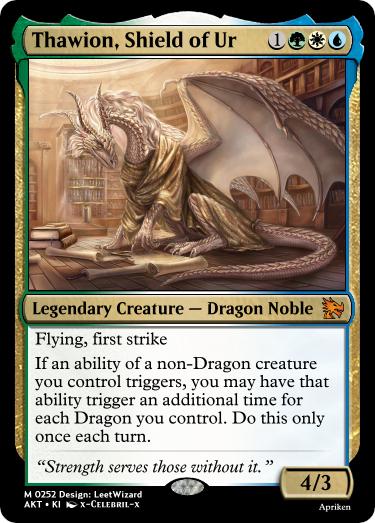 Thawion, Shield of Ur 1
Legendary Creature — Dragon Noble
Flying, first strike
If an ability of a non-Dragon creature
you control triggers, you may have that
ability trigger an additional time for
each Dragon you control. Do this only
once each turn.
“Strength serves those without it.”
4/3
M 0252 Design: LeetWizard
AKT • KI x-Celebril-x
Apriken